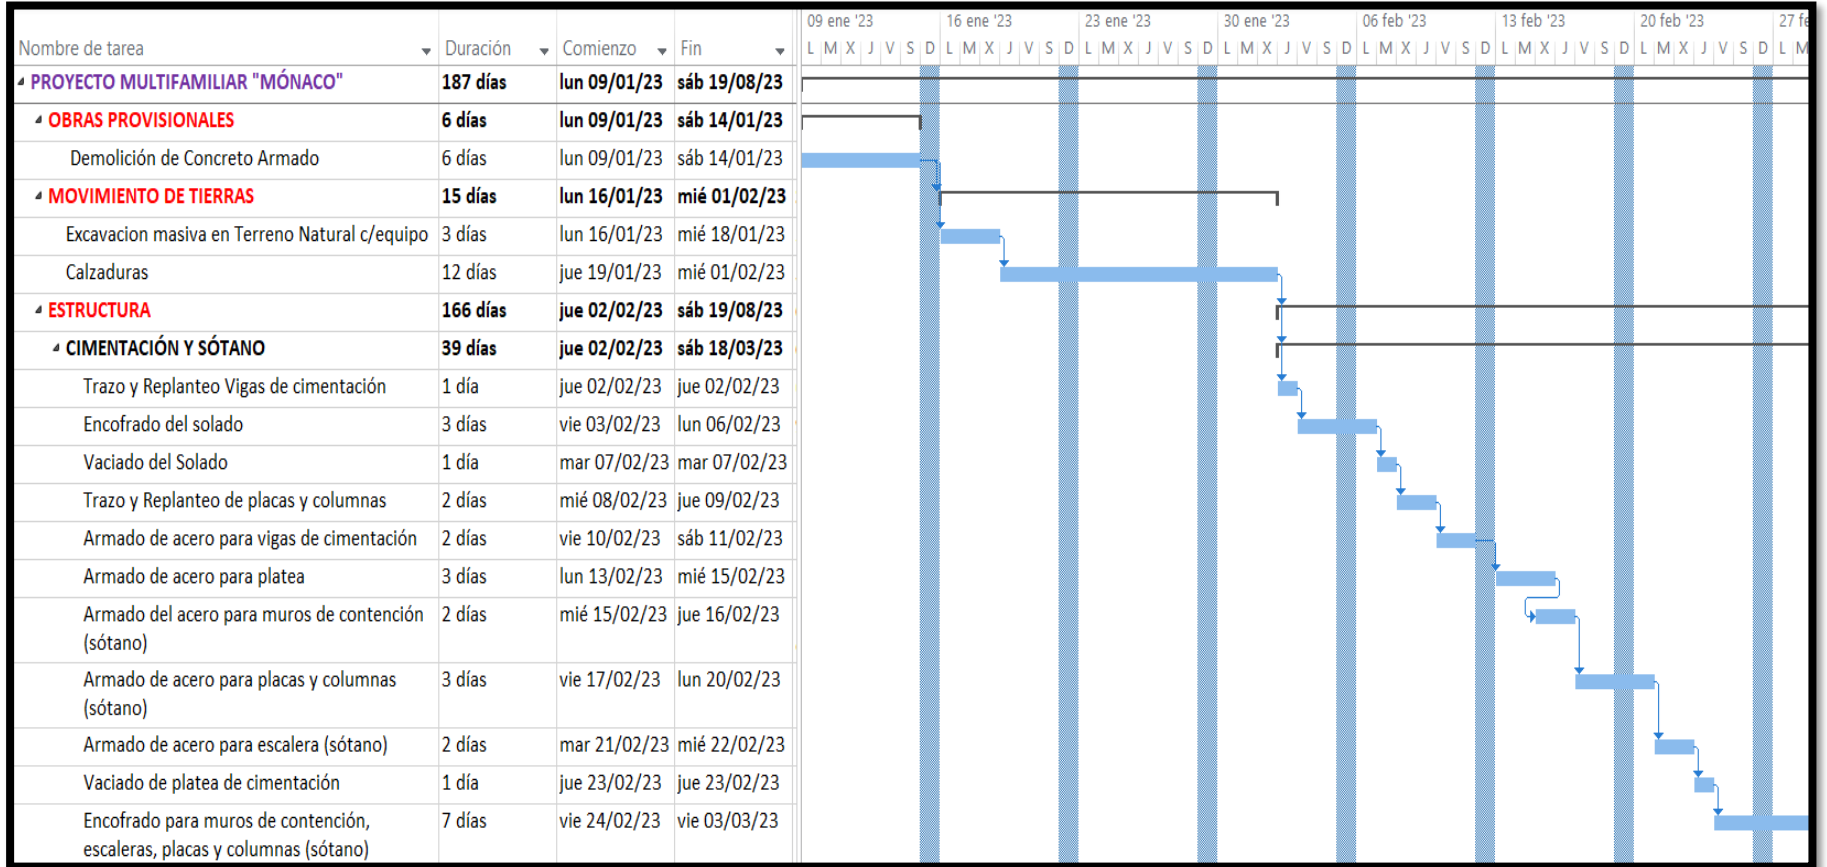 09 ene '23 16 ene '23 23 ene '23 30 ene '23 06 feb '23 13 feb '23 20 feb '23
Nombre de tarea Duración Comienzo Fin L M X J V S D L M X J V S D L M X J V S D L M X J V S D L M X J V S D L M X J V S D L M X J V S D L M
PROYECTO MULTIFAMILIAR "MÓNACO" 187 días lun 09/01/23 sáb 19/08/23
OBRAS PROVISIONALES 6 días lun 09/01/23 sáb 14/01/23
Demolición de Concreto Armado 6 días lun 09/01/23 sáb 14/01/23
MOVIMIENTO DE TIERRAS 15 días lun 16/01/23 mié 01/02/23
Excavacion masiva en Terreno Natural c/equipo 3 días lun 16/01/23 mié 18/01/23
Calzaduras 12 días jue 19/01/23 mié 01/02/23
ESTRUCTURA 166 días jue 02/02/23 sáb 19/08/23
CIMENTACIÓN Y SÓTANO 39 días jue 02/02/23 sáb 18/03/23
Trazo y Replanteo Vigas de cimentación 1 día jue 02/02/23 jue 02/02/23
Encofrado del solado 3 días vie 03/02/23 lun 06/02/23
Vaciado del Solado 1 día mar 07/02/23 mar 07/02/23
Trazo y Replanteo de placas y columnas 2 días mié 08/02/23 jue 09/02/23
Armado de acero para vigas de cimentación 2 días vie 10/02/23 sáb 11/02/23
Armado de acero para platea 3 días lun 13/02/23 mié 15/02/23
Armado del acero para muros de contención 2 días mié 15/02/23 jue 16/02/23
(sótano)
Armado de acero para placas y columnas 3 días vie 17/02/23 lun 20/02/23
(sótano)
Armado de acero para escalera (sótano) 2 días mar 21/02/23 mié 22/02/23
Vaciado de platea de cimentación 1 día jue 23/02/23 jue 23/02/23
Encofrado para muros de contención, 7 días vie 24/02/23 vie 03/03/23
escaleras, placas y columnas (sótano)